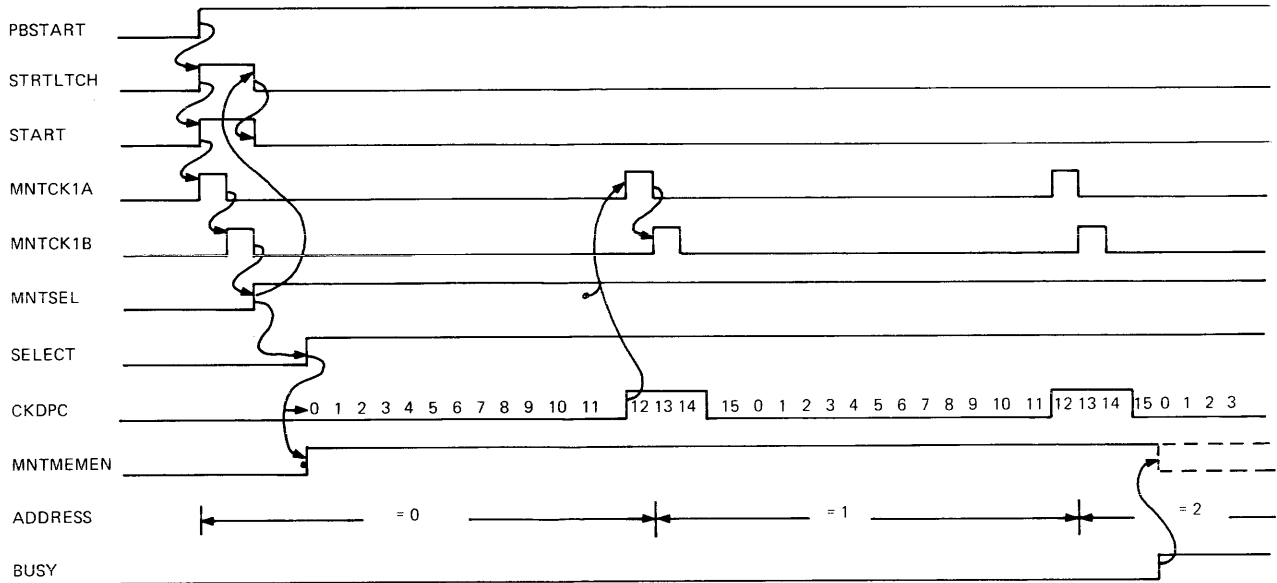 PBSTART
STRTLTCH
START
MNTCK1A
MNTCK1B
MNTSEL
SELECT
CKDPC 0 1 2 3 4 5 6 7 8 9 10 11 12 13 14 15 0 1 2 3 4 5 6 7 8 9 10 11 12 13 14 15 0 1 2 3
MNTMEMEN
ADDRESS = 0 = 1 = 2
BUSY